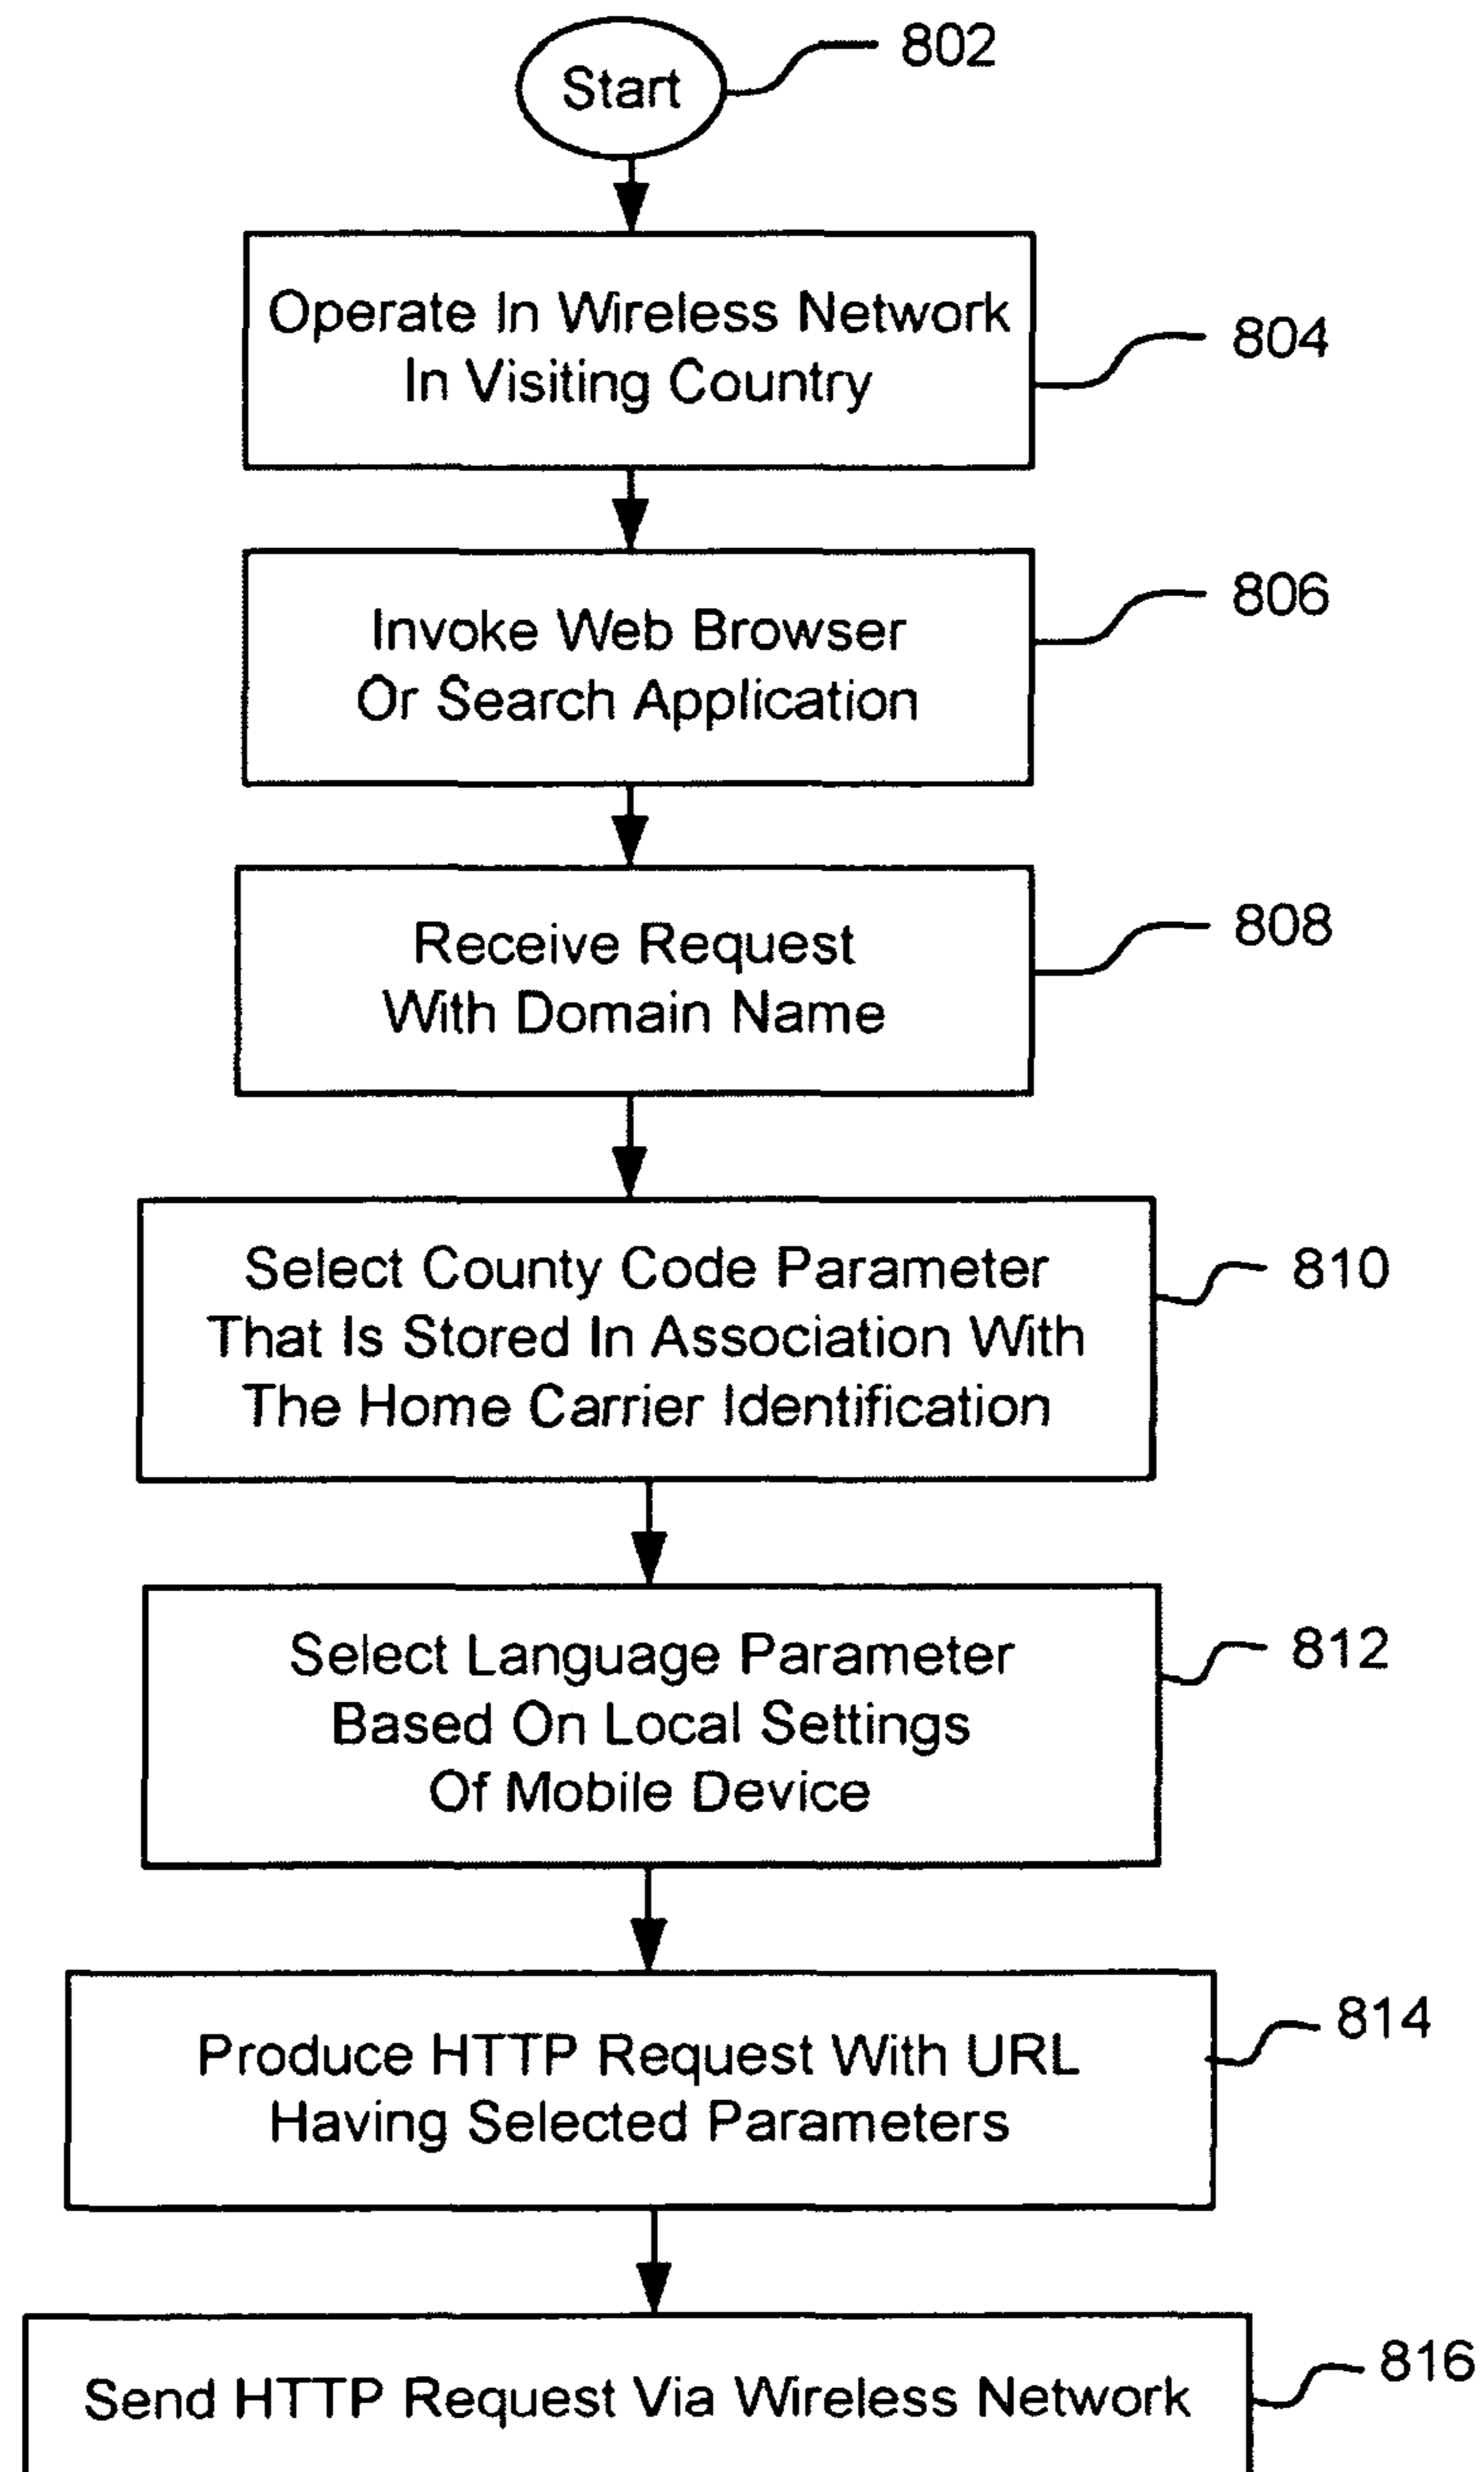 Start
802
Operate In Wireless Network
In Visiting Country
804
Invoke Web Browser
Or Search Application
806
Receive Request
With Domain Name
808
Select County Code Parameter
That Is Stored In Association With
The Home Carrier Identification
810
Select Language Parameter
Based On Local Settings
Of Mobile Device
812
Produce HTTP Request With URL
Having Selected Parameters
814
Send HTTP Request Via Wireless Network
816